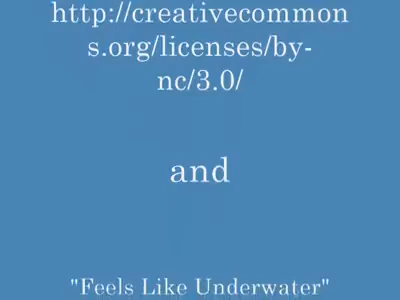 http://creativecommon
s.org/licenses/by-
nc/3.0/
and
"Feels Like Underwater"